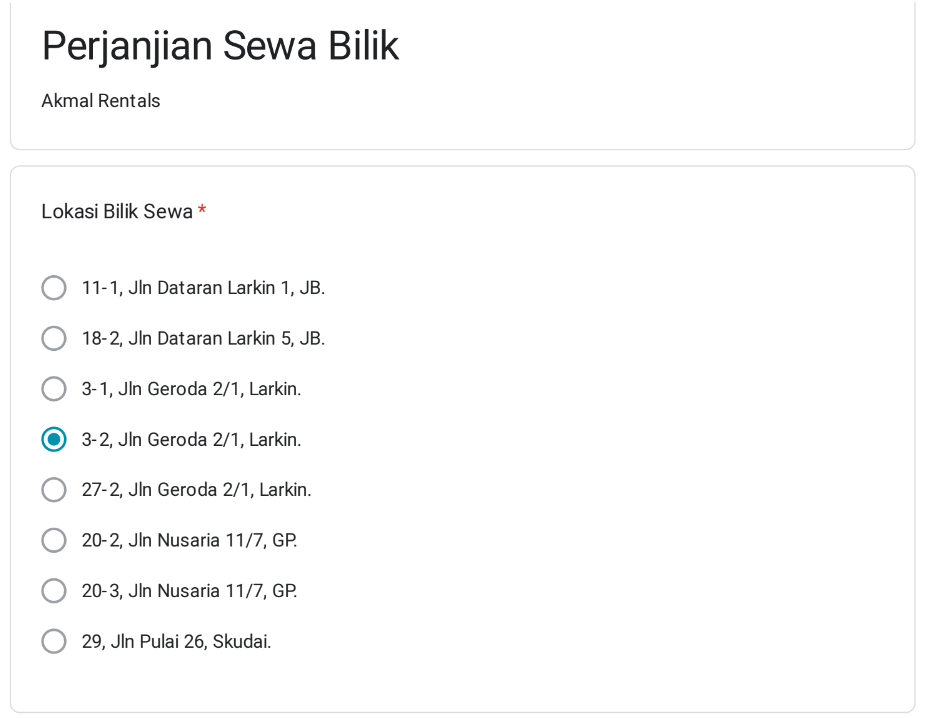 Perjanjian Sewa Bilik
Akmal Rentals
Lokasi Bilik Sewa *
11-1, Jln Dataran Larkin 1, JB.
18-2, Jln Dataran Larkin 5, JB.
3-1, Jln Geroda 2/1, Larkin.
3-2, Jln Geroda 2/1, Larkin.
27-2, Jln Geroda 2/1, Larkin.
20-2, Jln Nusaria 11/7, GP.
20-3, Jln Nusaria 11/7, GP.
29, Jln Pulai 26, Skudai.